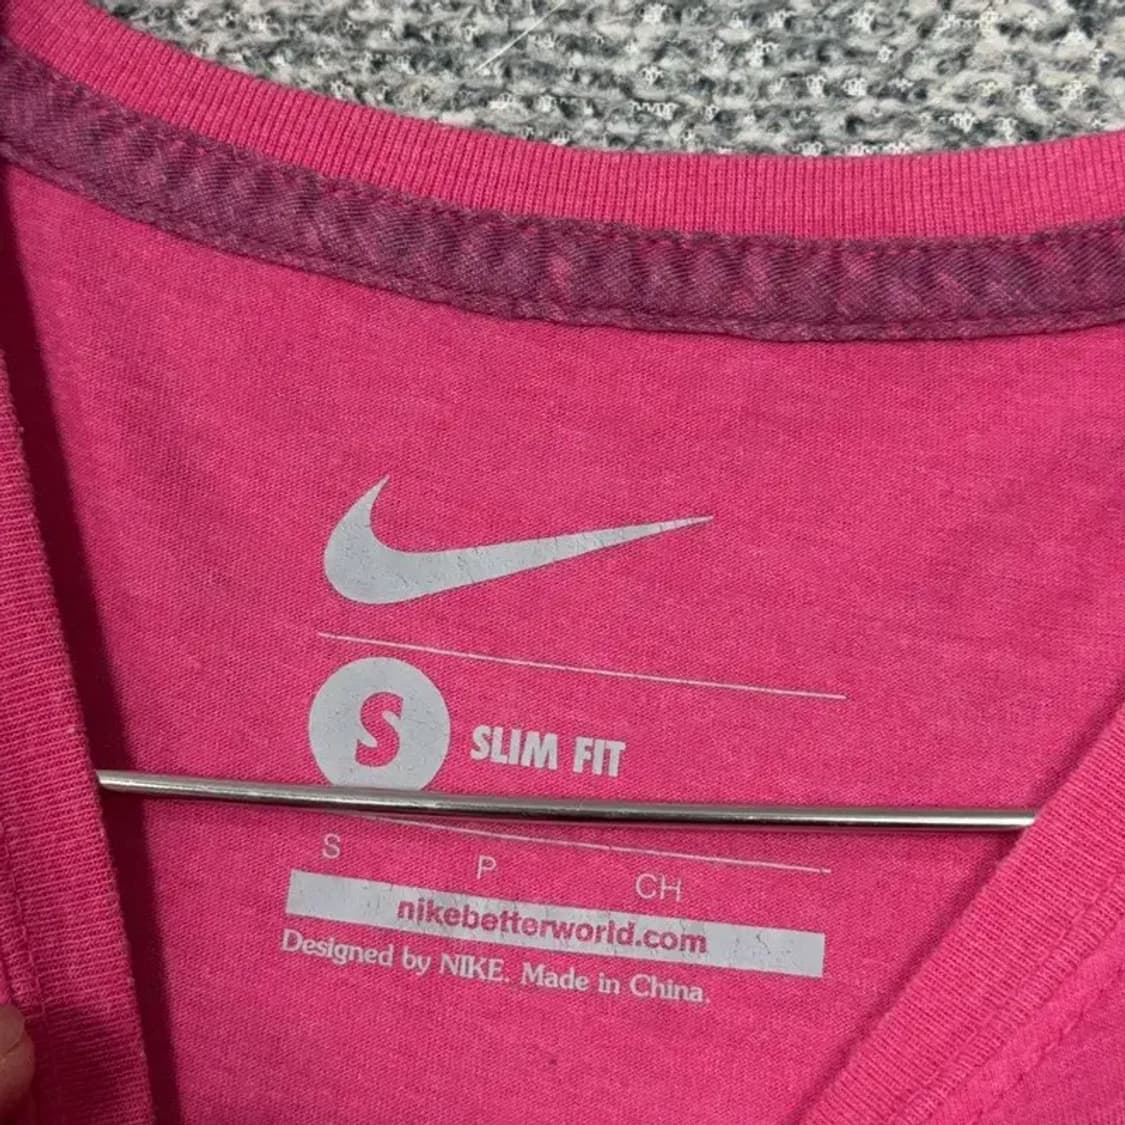 S SLIM FIT
S P CH
nikebetterworld.com
Designed by NIKE. Made in China.